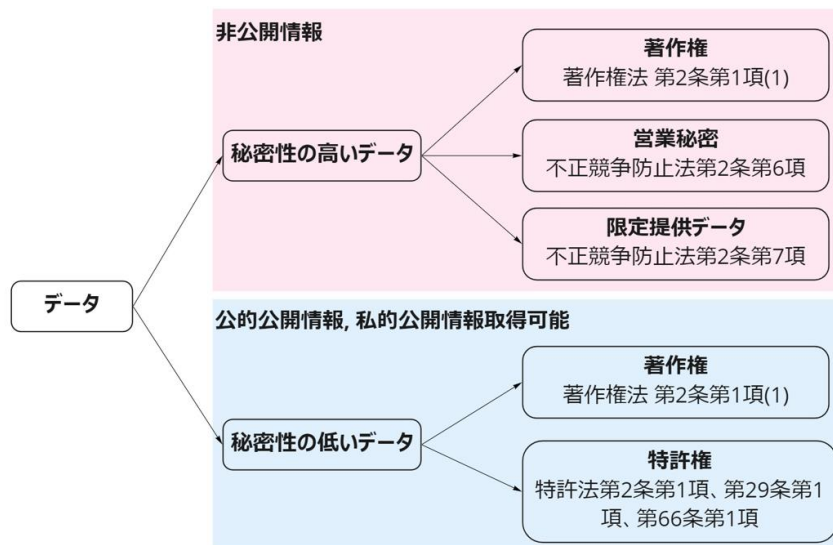 非公開情報
著作権
著作権法 第2条第1項(1)
秘密性の高いデータ
営業秘密
不正競争防止法第2条第6項
限定提供データ
不正競争防止法第2条第7項
データ
公的公開情報, 私的公開情報取得可能
著作権
著作権法 第2条第1項(1)
秘密性の低いデータ
特許権
特許法第2条第1項、第29条第1
項、第66条第1項